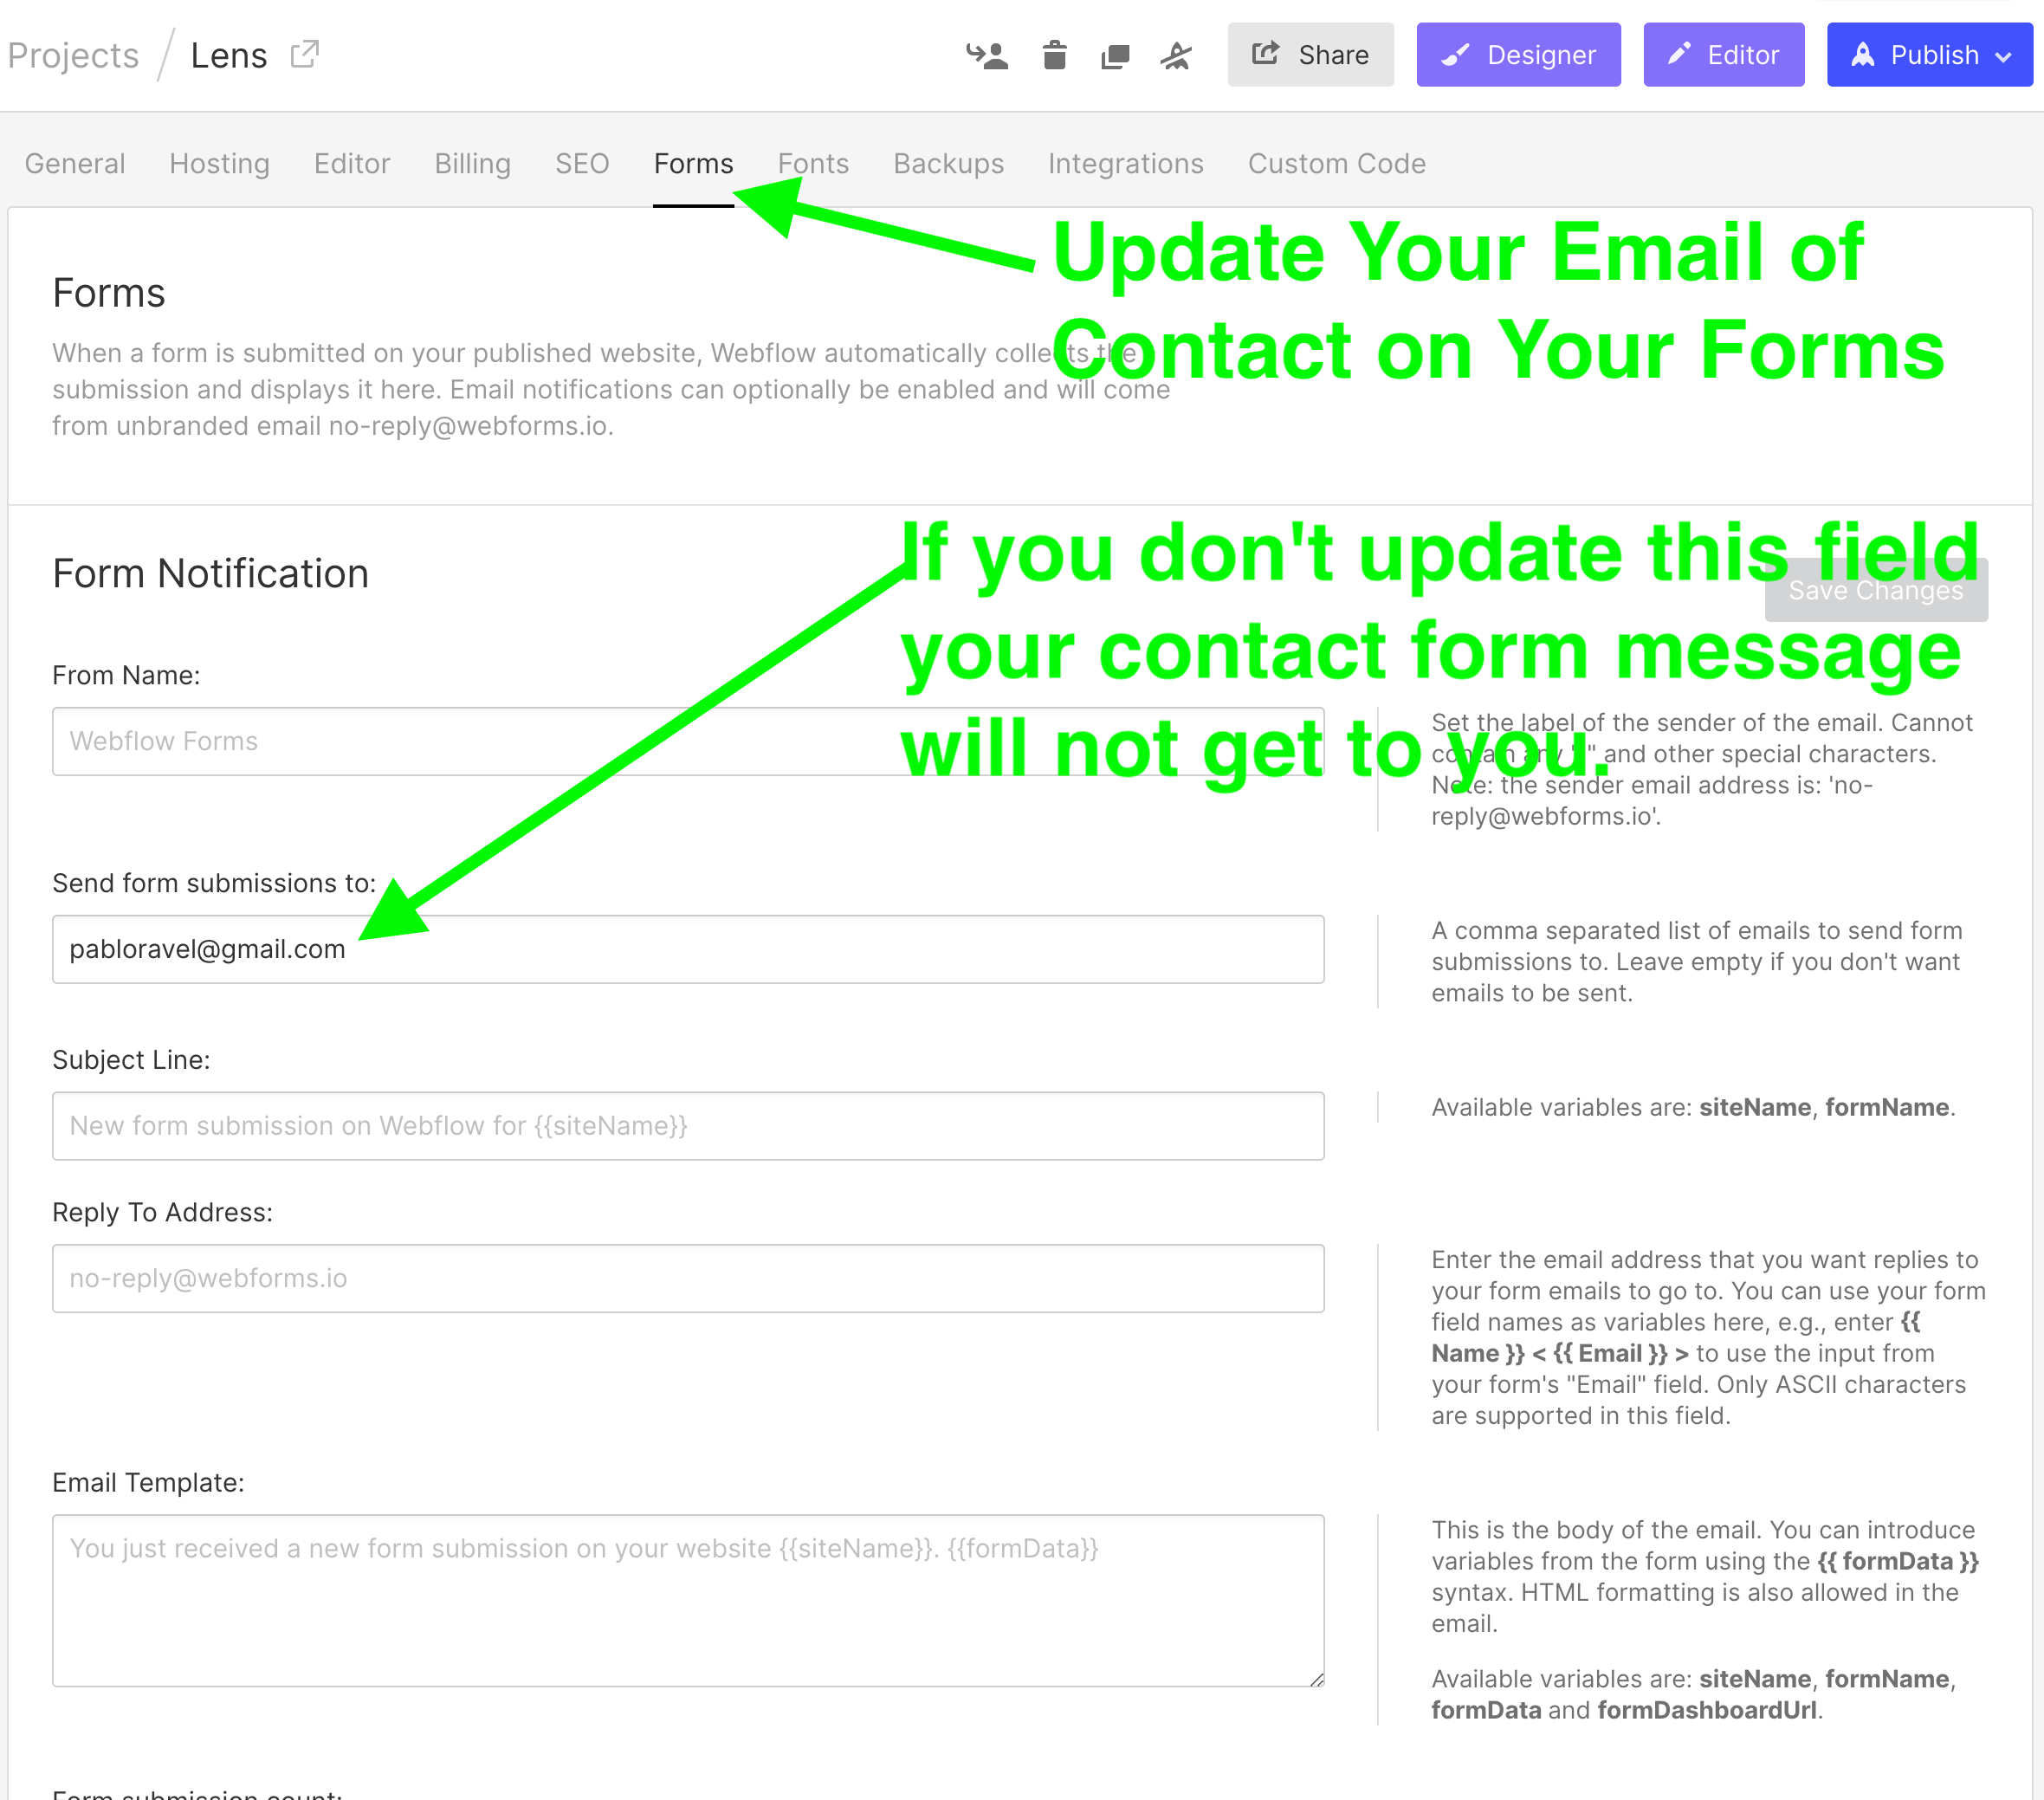 Projects / Lens
Share
Designer
Editor
Publish
General
Hosting
Editor
Billing
SEO
Forms
Fonts
Backups
Integrations
Custom Code
Update Your Email of
Contact on Your Forms
Forms
When a form is submitted on your published website, Webflow automatically collects the
submission and displays it here. Email notifications can optionally be enabled and will come
from unbranded email no-reply@webforms.io.
If you don't update this field
your contact form message
will not get to you.
Form Notification
Save Changes
From Name:
Webflow Forms
Set the label of the sender of the email. Cannot
contain any "." and other special characters.
Note: the sender email address is: 'no-
reply@webforms.io'.
Send form submissions to:
pabloravel@gmail.com
A comma separated list of emails to send form
submissions to. Leave empty if you don't want
emails to be sent.
Subject Line:
New form submission on Webflow for {{siteName}}
Available variables are: siteName, formName.
Reply To Address:
no-reply@webforms.io
Enter the email address that you want replies to
your form emails to go to. You can use your form
field names as variables here, e.g., enter {{
Name }} < {{ Email }} > to use the input from
your form's "Email" field. Only ASCII characters
are supported in this field.
Email Template:
You just received a new form submission on your website {{siteName}}. {{formData}}
This is the body of the email. You can introduce
variables from the form using the {{ formData }}
syntax. HTML formatting is also allowed in the
email.
Available variables are: siteName, formName,
formData and formDashboardUrl.
Form submission count: